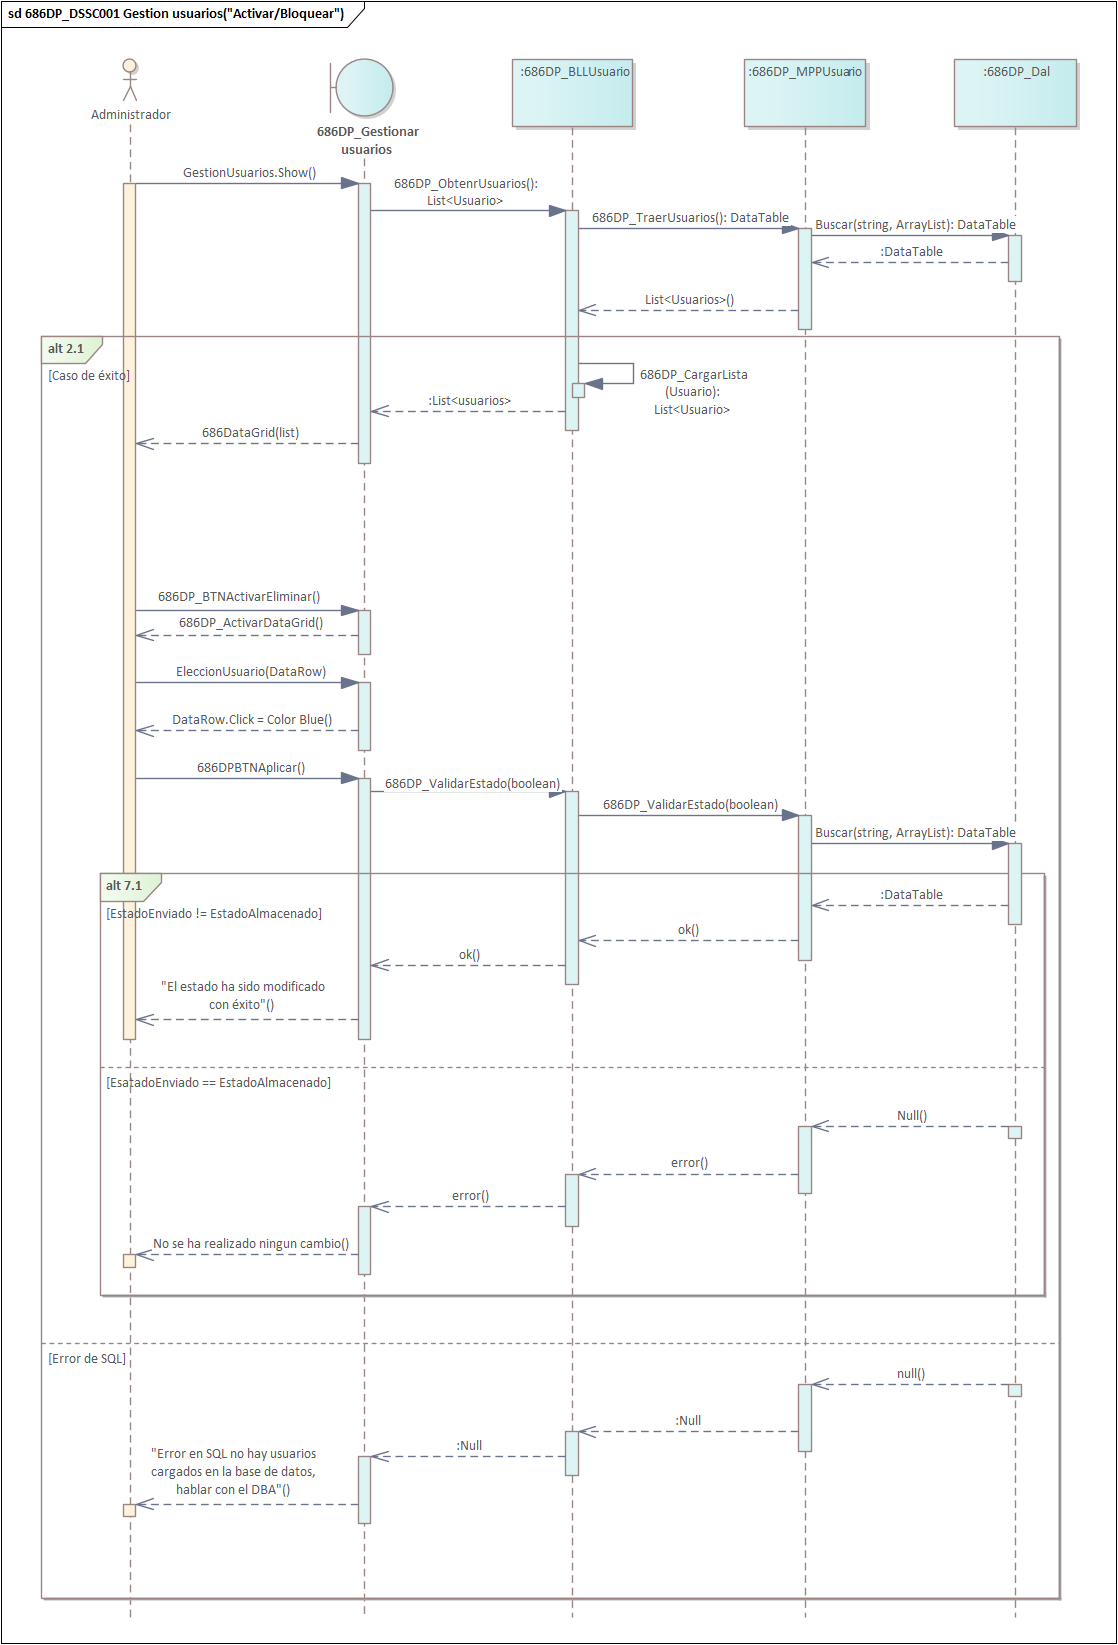 sd 686DP_DSSC001 Gestion usuarios("Activar/Bloquear")
Administrador
686DP_Gestionar
usuarios
:686DP_BLLUsuario
:686DP_MPPUsuario
:686DP_Dal
GestionUsuarios.Show()
686DP_ObtenrUsuarios():
List<Usuario>
686DP_TraerUsuarios(): DataTable
Buscar(string, ArrayList): DataTable
:DataTable
List<Usuarios>()
alt 2.1
[Caso de éxito]
686DP_CargarLista
(Usuario):
List<Usuario>
:List<usuarios>
686DataGrid(list)
686DP_BTNActivarEliminar()
686DP_ActivarDataGrid()
EleccionUsuario(DataRow)
DataRow.Click = Color Blue()
686DPBTNAplicar()
686DP_ValidarEstado(boolean)
686DP_ValidarEstado(boolean)
Buscar(string, ArrayList): DataTable
alt 7.1
[EstadoEnviado != EstadoAlmacenado]
:DataTable
ok()
ok()
"El estado ha sido modificado
con éxito"()
[EsatadoEnviado == EstadoAlmacenado]
Null()
error()
error()
No se ha realizado ningun cambio()
[Error de SQL]
null()
:Null
:Null
"Error en SQL no hay usuarios
cargados en la base de datos,
hablar con el DBA"()